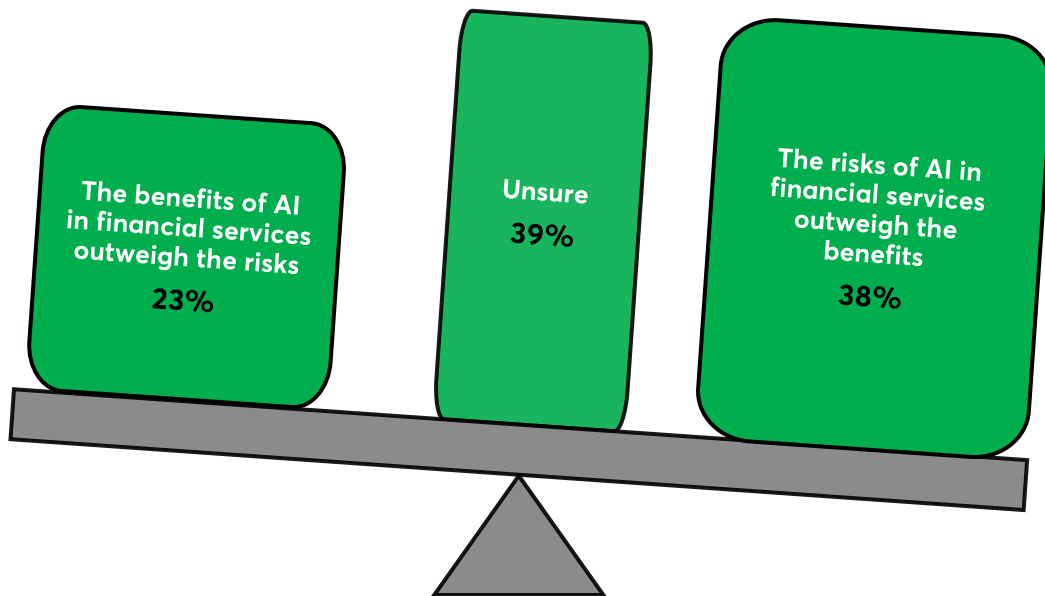 The benefits of AI
in financial services
outweigh the risks
23%
Unsure
39%
The risks of AI in
financial services
outweigh the
benefits
38%